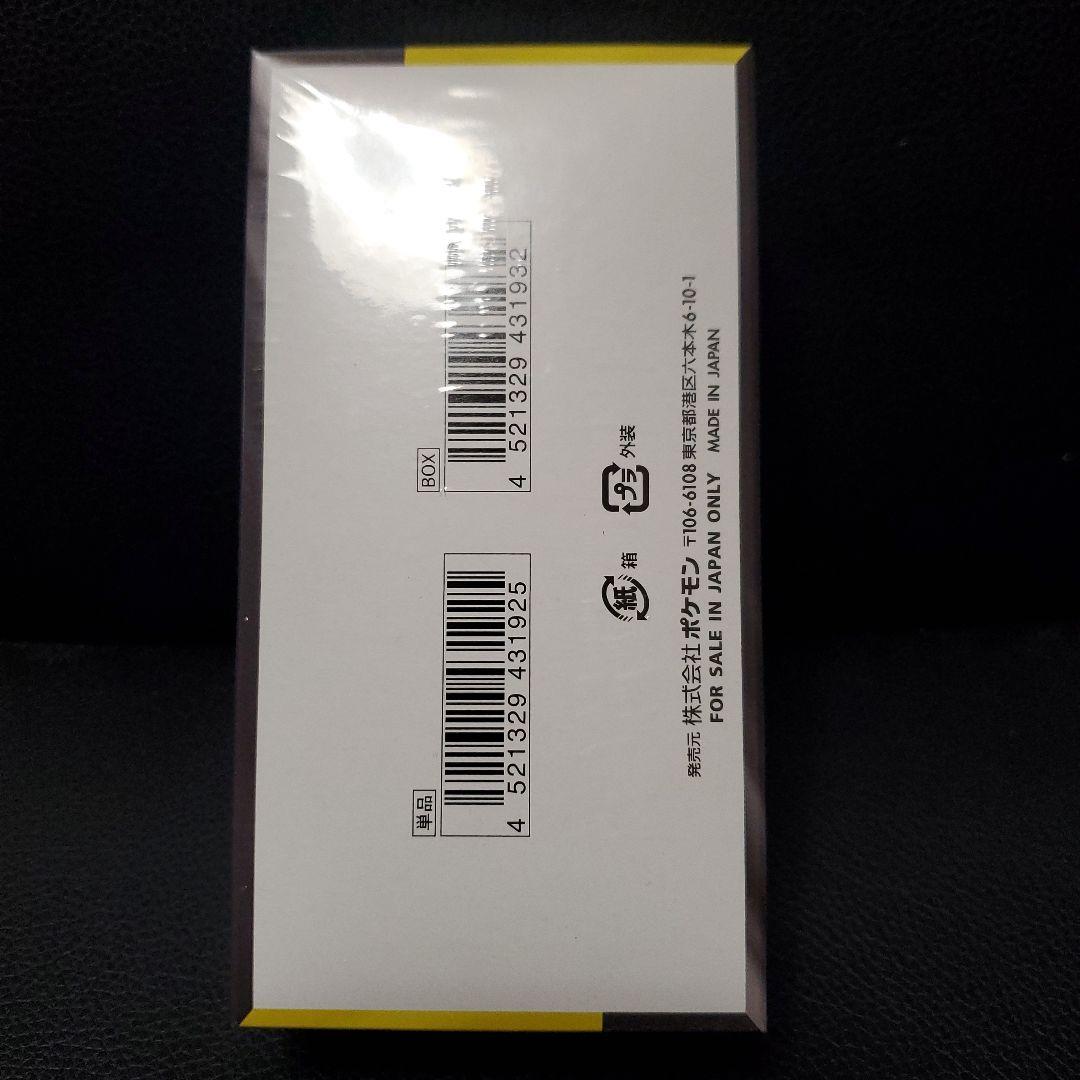 単品
4 521329 431925
BOX
4 521329 431932
紙 箱
プラ 外装
発売元 株式会社 ポケモン 〒106-6108 東京都港区六本木6-10-1
FOR SALE IN JAPAN ONLY MADE IN JAPAN